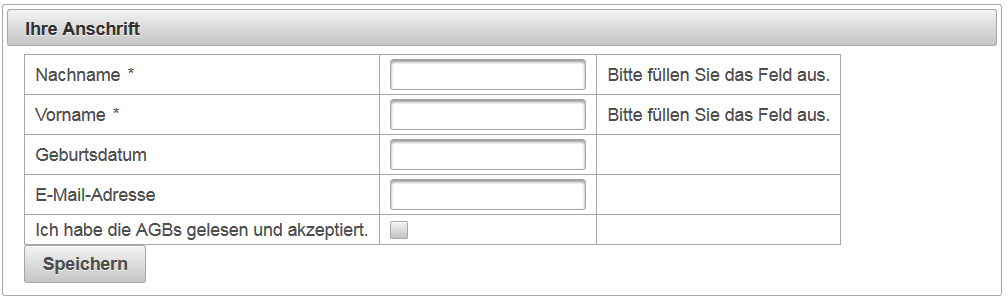 Ihre Anschrift
Nachname * Bitte füllen Sie das Feld aus.
Vorname * Bitte füllen Sie das Feld aus.
Geburtsdatum
E-Mail-Adresse
Ich habe die AGBs gelesen und akzeptiert.
Speichern